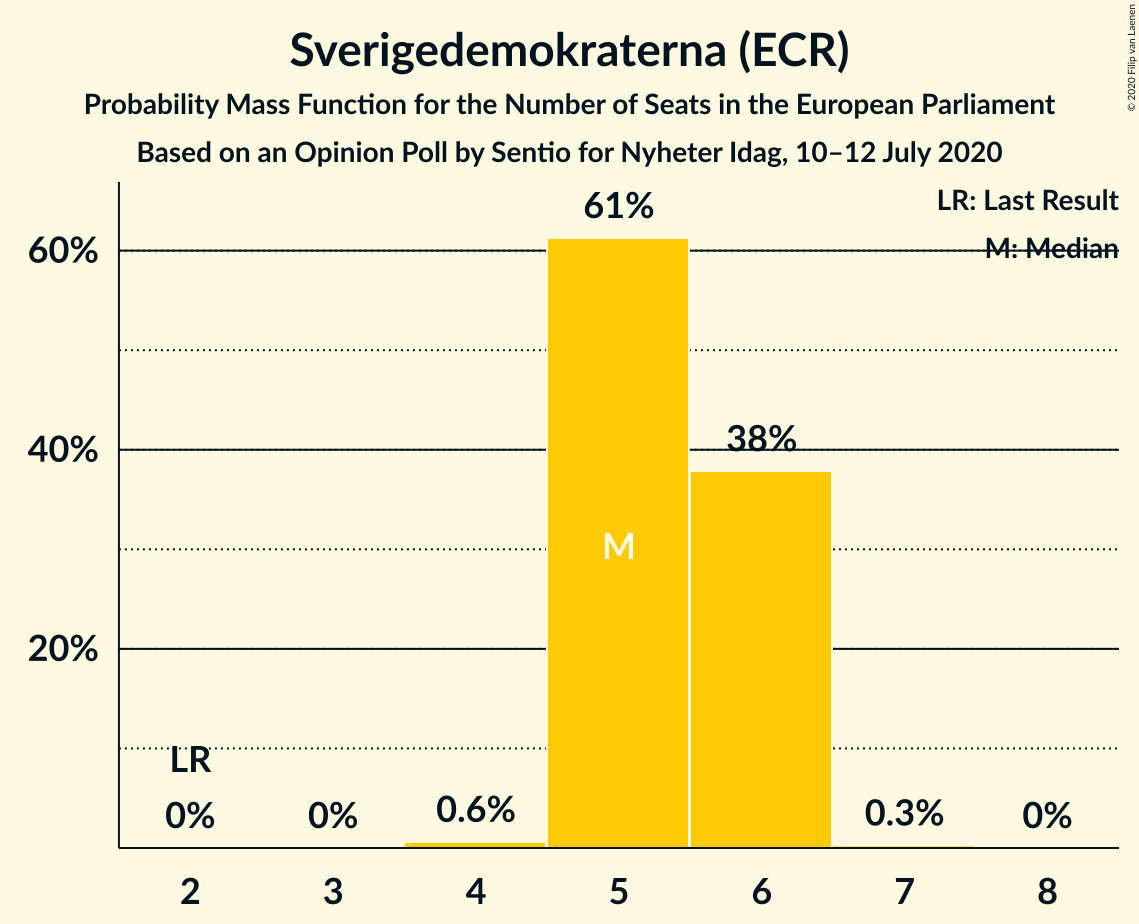 Sverigedemokraterna (ECR)
Probability Mass Function for the Number of Seats in the European Parliament
Based on an Opinion Poll by Sentio for Nyheter Idag, 10–12 July 2020
© 2020 Filip van Laenen
LR: Last Result
M: Median
60%
40%
20%
LR
0%
0%
0.6%
61%
M
38%
0.3%
0%
2
3
4
5
6
7
8